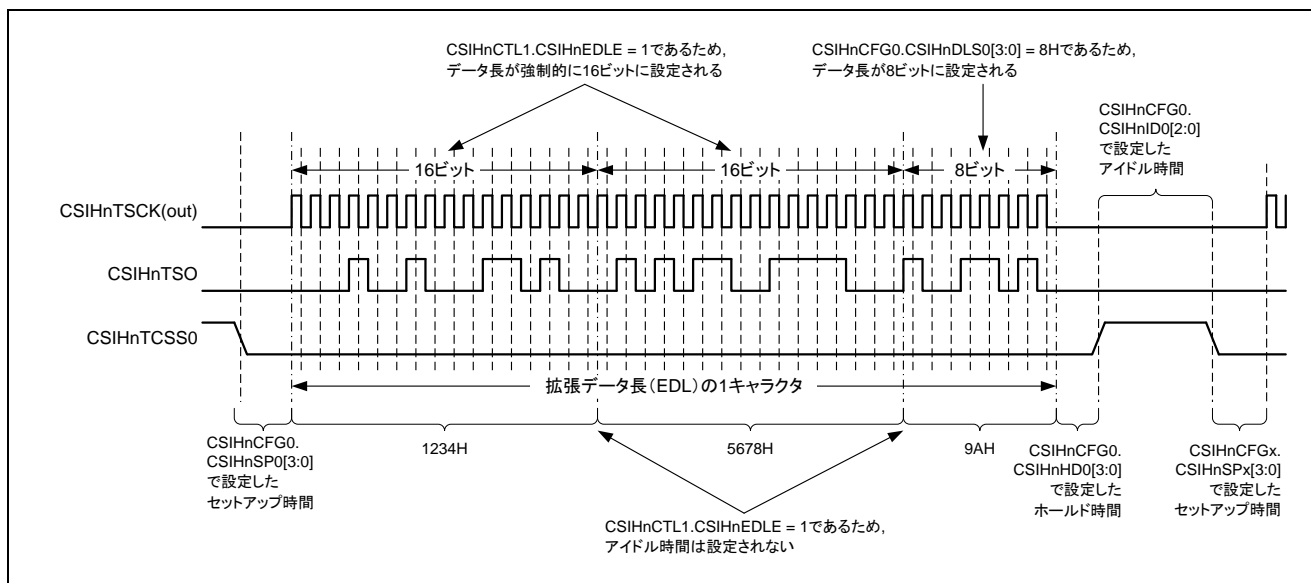 CSIHnCTL1.CSIHnEDLE = 1であるため,
データ長が強制的に16ビットに設定される
CSIHnCFG0.CSIHnDLS0[3:0] = 8Hであるため,
データ長が8ビットに設定される
CSIHnCFG0.
CSIHnID0[2:0]
で設定した
アイドル時間
16ビット
16ビット
8ビット
CSIHnTSCK(out)
CSIHnTSO
CSIHnTCSS0
拡張データ長(EDL)の1キャラクタ
CSIHnCFG0.
CSIHnSP0[3:0]
で設定した
セットアップ時間
1234H
5678H
9AH
CSIHnCFG0.
CSIHnHD0[3:0]
で設定した
ホールド時間
CSIHnCFGx.
CSIHnSPx[3:0]
で設定した
セットアップ時間
CSIHnCTL1.CSIHnEDLE = 1であるため,
アイドル時間は設定されない